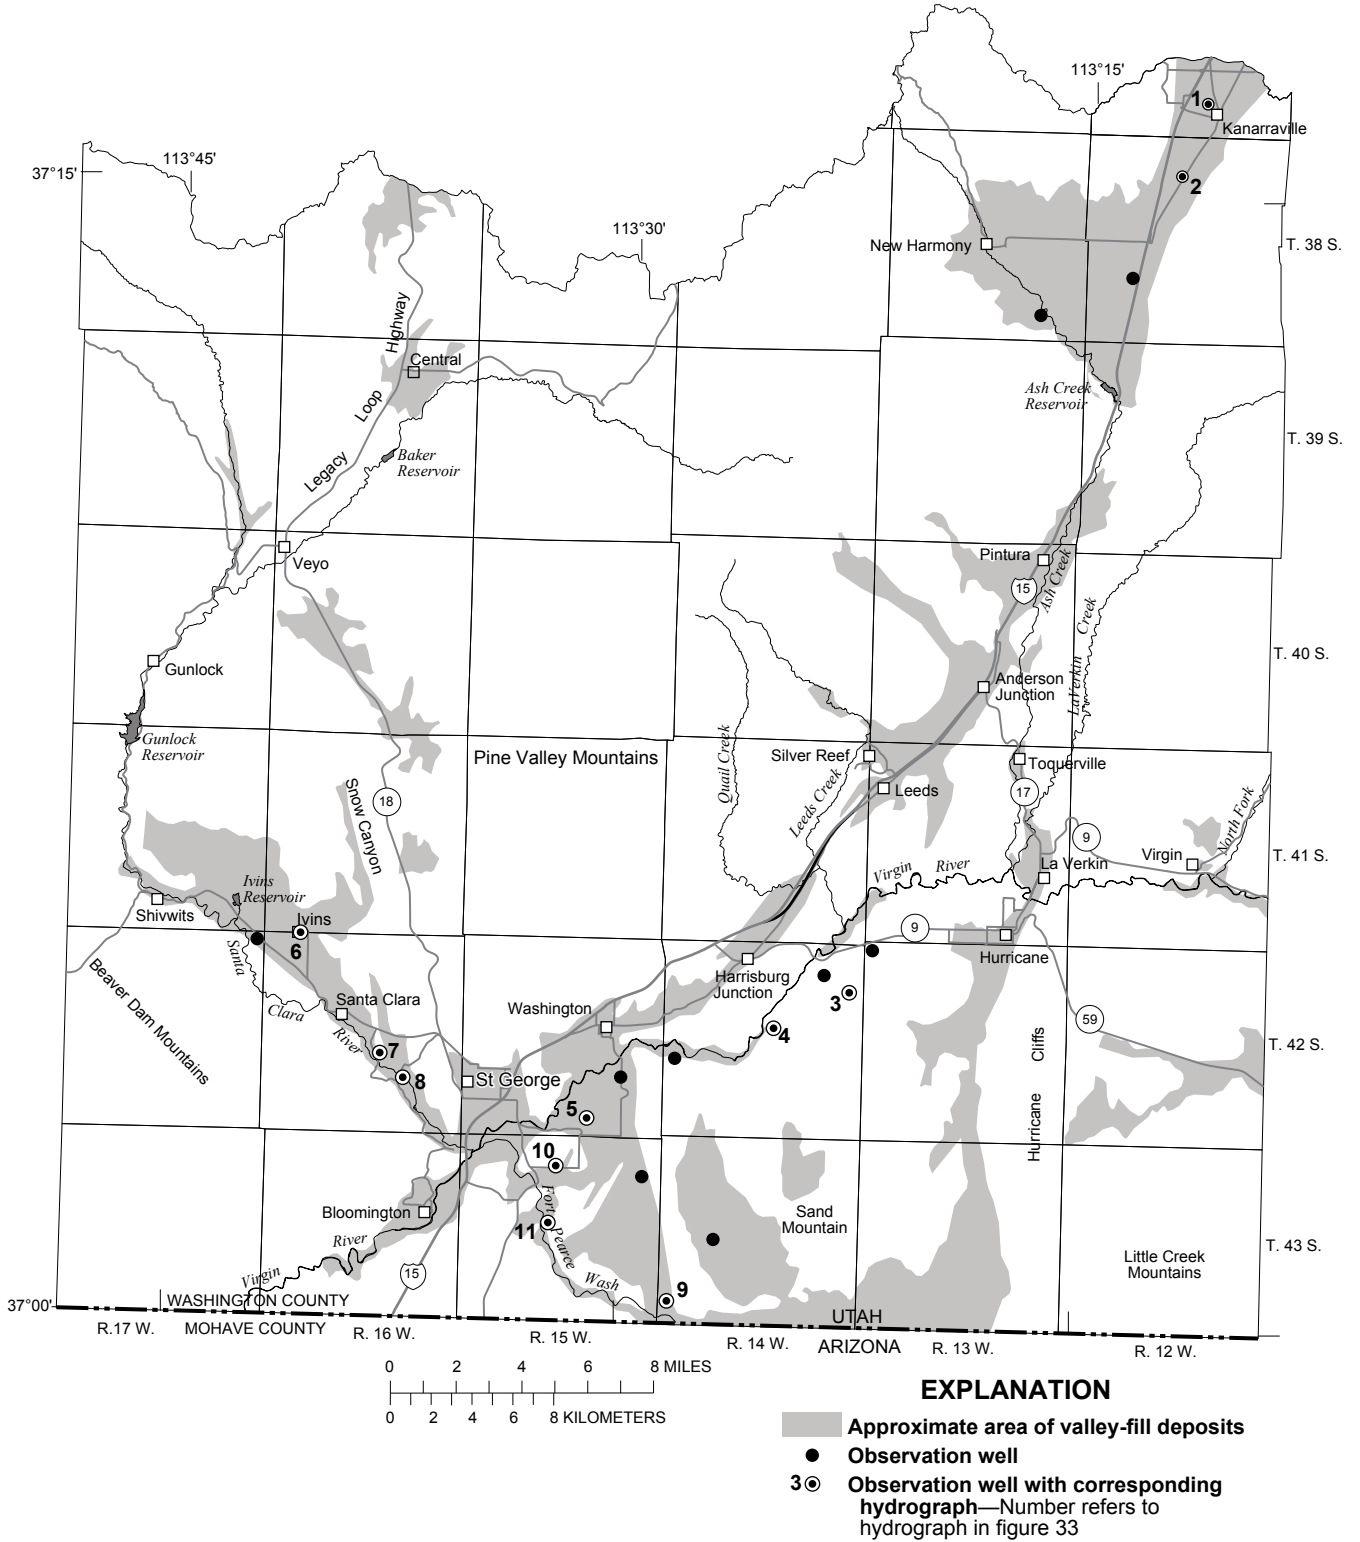 113°15'
1
Kanarraville
113°45'
37°15'
2
113°30'
New Harmony
T. 38 S.
Highway
Central
Ash Creek
Reservoir
Loop
T. 39 S.
Baker
Reservoir
Legacy
Veyo
Pintura
15
Ash Creek
Creek
LaVerkin
T. 40 S.
Gunlock
Anderson
Junction
Gunlock
Reservoir
Pine Valley Mountains
Quail Creek
Silver Reef
Toquerville
Snow Canyon
18
Leeds Creek
Leeds
17
North Fork
9
Virgin
T. 41 S.
La Verkin
Virgin River
Ivins
Reservoir
Shivwits
Ivins
6
9
Hurricane
Santa
Clara
River
Beaver Dam Mountains
Harrisburg
Junction
3
Santa Clara
Washington
4
59
Cliffs
Hurricane
T. 42 S.
7
8
St George
5
10
Bloomington
11
Fort
Pearce
Wash
Sand
Mountain
Little Creek
Mountains
T. 43 S.
River
Virgin
15
9
37°00'
WASHINGTON COUNTY
MOHAVE COUNTY
UTAH
ARIZONA
R.17 W.
R. 16 W.
R. 15 W.
R. 14 W.
R. 13 W.
R. 12 W.
0 2 4 6 8 MILES
0 2 4 6 8 KILOMETERS
EXPLANATION
Approximate area of valley-fill deposits
Observation well
3 Observation well with corresponding
hydrograph—Number refers to
hydrograph in figure 33